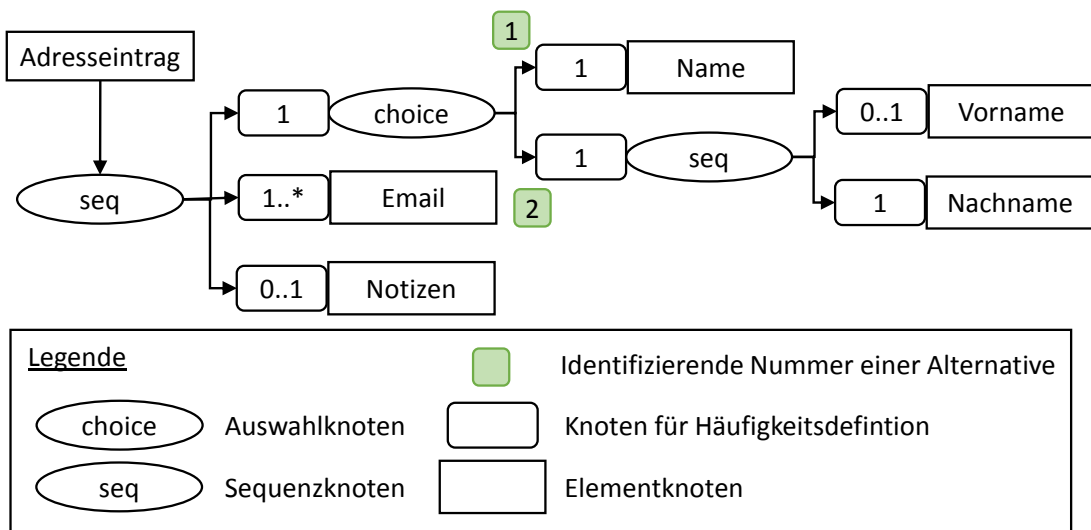 Adresseintrag
1
1
Name
1
choice
0..1
Vorname
1
seq
seq
1..*
Email
2
1
Nachname
0..1
Notizen
Legende
Identifizierende Nummer einer Alternative
choice
Auswahlknoten
Knoten für Häufigkeitsdefintion
seq
Sequenzknoten
Elementknoten